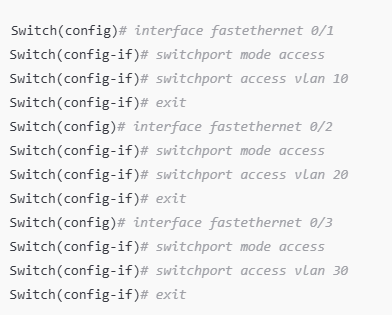 Switch(config)# interface fastethernet 0/1
Switch(config-if)# switchport mode access
Switch(config-if)# switchport access vlan 10
Switch(config-if)# exit
Switch(config)# interface fastethernet 0/2
Switch(config-if)# switchport mode access
Switch(config-if)# switchport access vlan 20
Switch(config-if)# exit
Switch(config)# interface fastethernet 0/3
Switch(config-if)# switchport mode access
Switch(config-if)# switchport access vlan 30
Switch(config-if)# exit